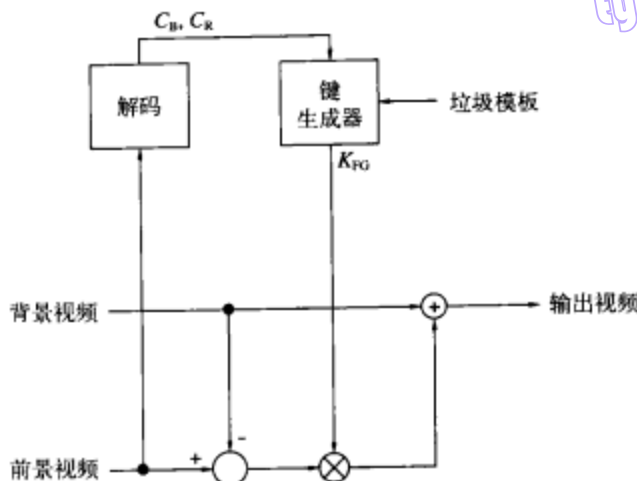 C_B, C_R
解码
键
生成器
垃圾模板
K_FG
背景视频
+
输出视频
-
+
前景视频